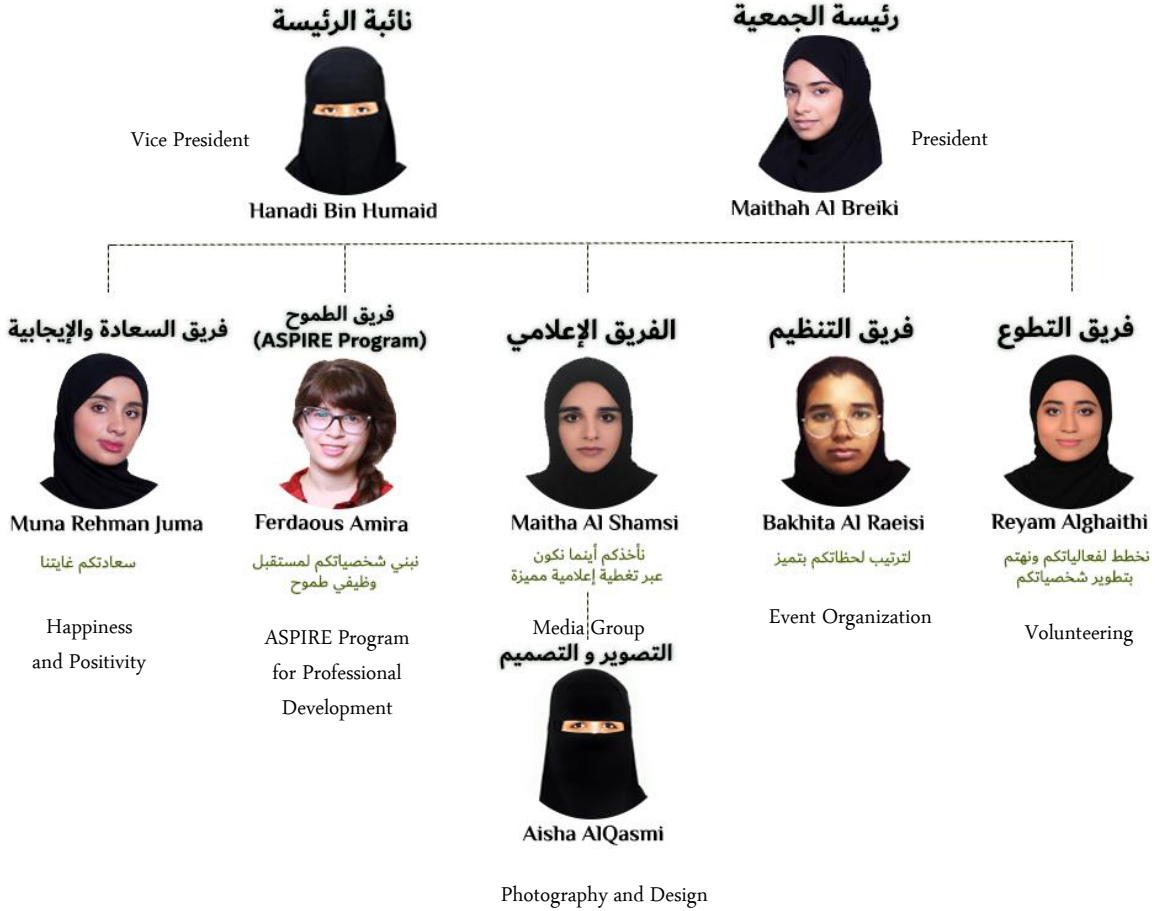 رئيسة الجمعية
President
Maithah Al Breiki
نائبة الرئيسة
Vice President
Hanadi Bin Humaid
فريق التطوع
Reyam Alghaithi
نخطط لفعالياتكم ونهتم
بتطوير شخصياتكم
Volunteering
فريق التنظيم
Bakhita Al Raeisi
لترتيب لحظاتكم بتميز
Event Organization
الفريق الإعلامي
Maitha Al Shamsi
نأخذكم أينما نكون
عبر تغطية إعلامية مميزة
Media Group
التصوير و التصميم
Aisha AlQasmi
Photography and Design
فريق الطموح
(ASPIRE Program)
Ferdaous Amira
نبني شخصياتكم لمستقبل
وظيفي طموح
ASPIRE Program
for Professional
Development
فريق السعادة والإيجابية
Muna Rehman Juma
سعادتكم غايتنا
Happiness
and Positivity